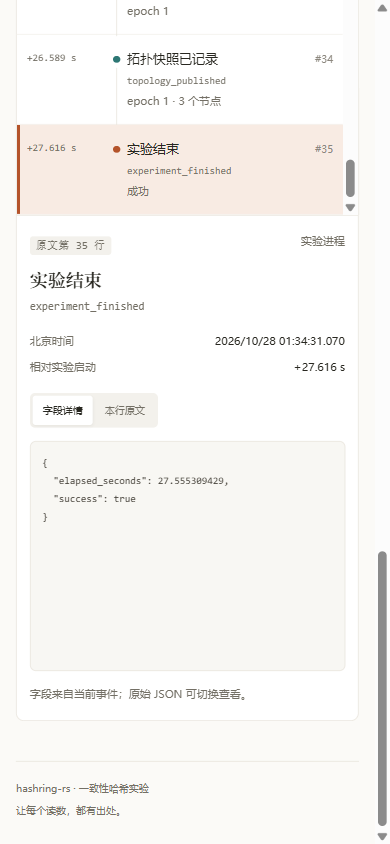 epoch 1
+26.589 s
拓扑快照已记录
#34
topology_published
epoch 1 · 3 个节点
+27.616 s
实验结束
#35
experiment_finished
成功
原文第 35 行
实验进程
实验结束
experiment_finished
北京时间
2026/10/28 01:34:31.070
相对实验启动
+27.616 s
字段详情
本行原文
{
"elapsed_seconds": 27.555309429,
"success": true
}
字段来自当前事件；原始 JSON 可切换查看。
hashring-rs · 一致性哈希实验
让每个读数，都有出处。